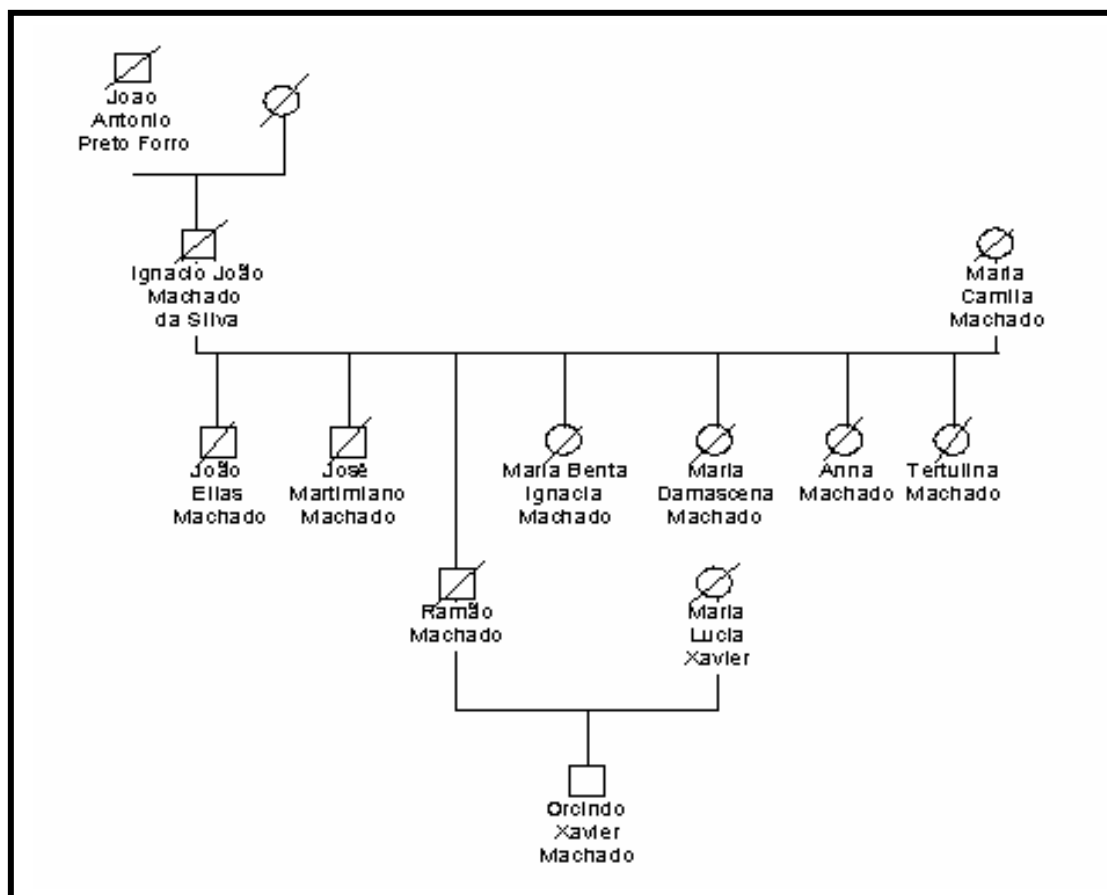 Joao
Antonio
Preto Forro
Ignacio João
Machado
da Silva
Maria
Camila
Machado
João
Elias
Machado
José
Martimiano
Machado
Maria Benta
Ignacia
Machado
Maria
Damascena
Machado
Anna
Machado
Tertulina
Machado
Ramão
Machado
Maria
Lucia
Xavier
Orcindo
Xavier
Machado